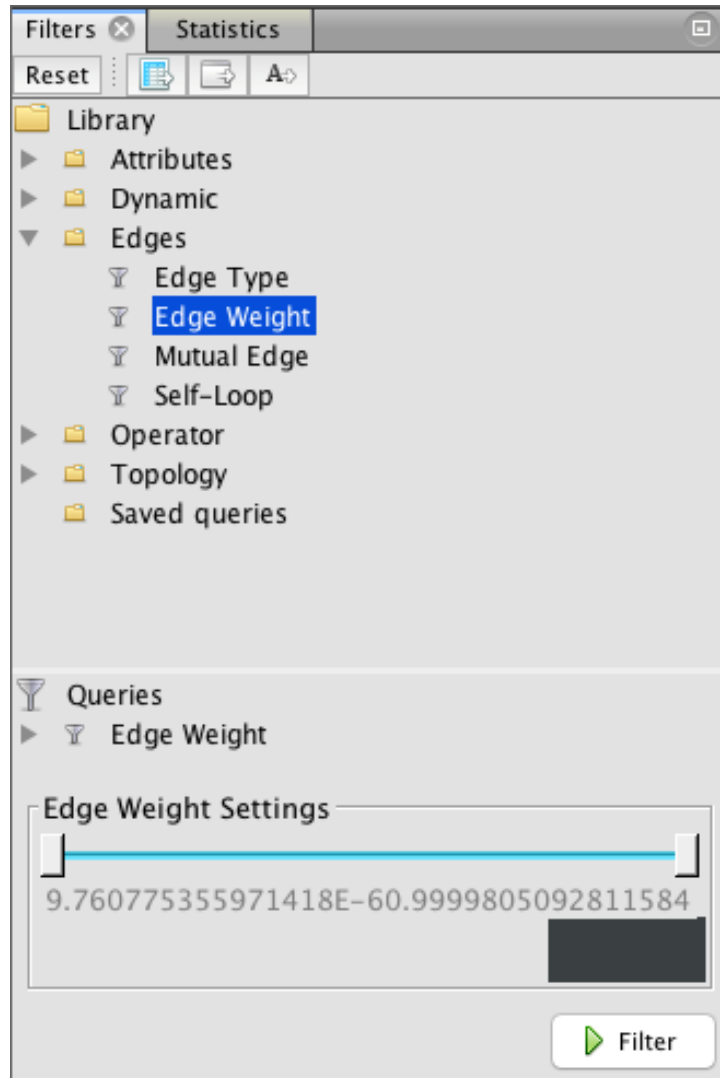 Filters Statistics
Reset A
Library
Attributes
Dynamic
Edges
Edge Type
Edge Weight
Mutual Edge
Self-Loop
Operator
Topology
Saved queries
Queries
Edge Weight
Edge Weight Settings
9.760775355971418E-60.9999805092811584
Filter